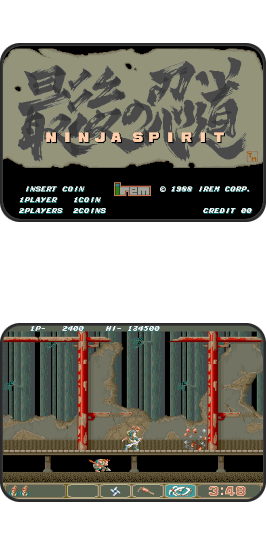 最後の忍道
NINJA SPIRIT
INSERT COIN
irem © 1988 IREM CORP.
1PLAYER 1COIN
2PLAYERS 2COINS
CREDIT 00
1P- 2400 HI- 134500
3:48